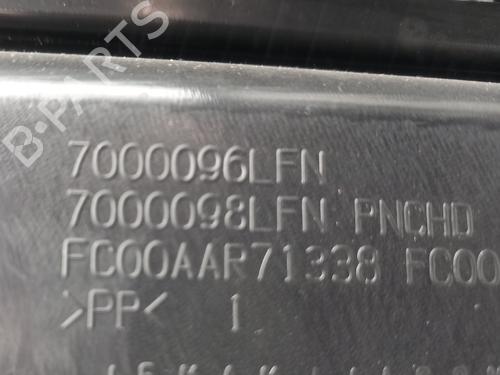 B-PARTS
7000096LFN
7000098LFN PNCHD
FC00AAR71338 FC00
>PP< 1